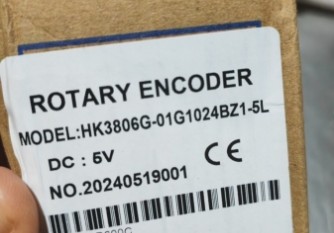 ROTARY ENCODER
MODEL:HK3806G-01G1024BZ1-5L
DC : 5V
CE
NO.20240519001